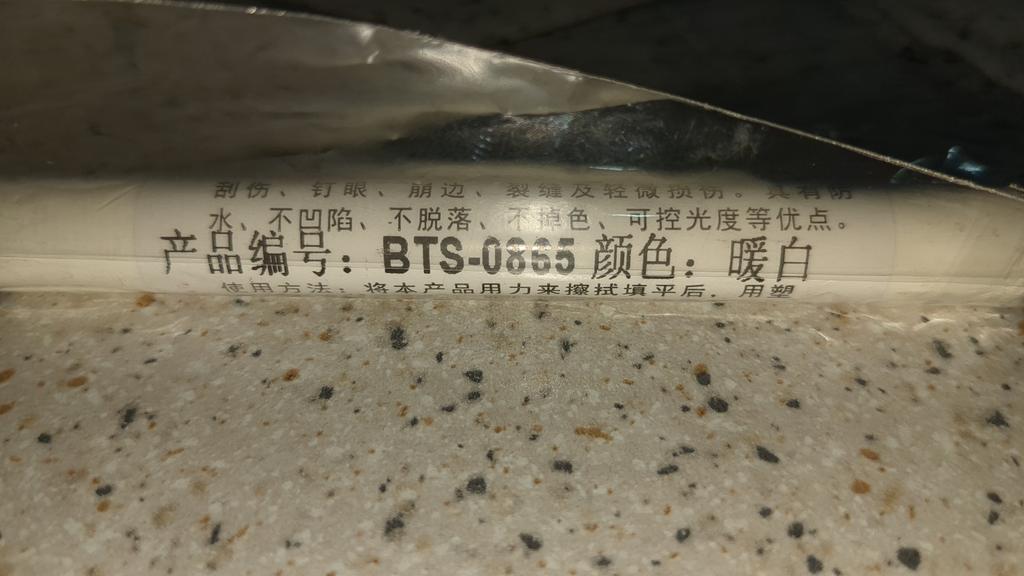 刮伤、钉眼、崩边、裂缝及轻微损伤。具有防
水、不凹陷、不脱落、不掉色、可控光度等优点。
产品编号：BTS-0865 颜色：暖白
使用方法：将本产品用力来擦拭填平后，用塑